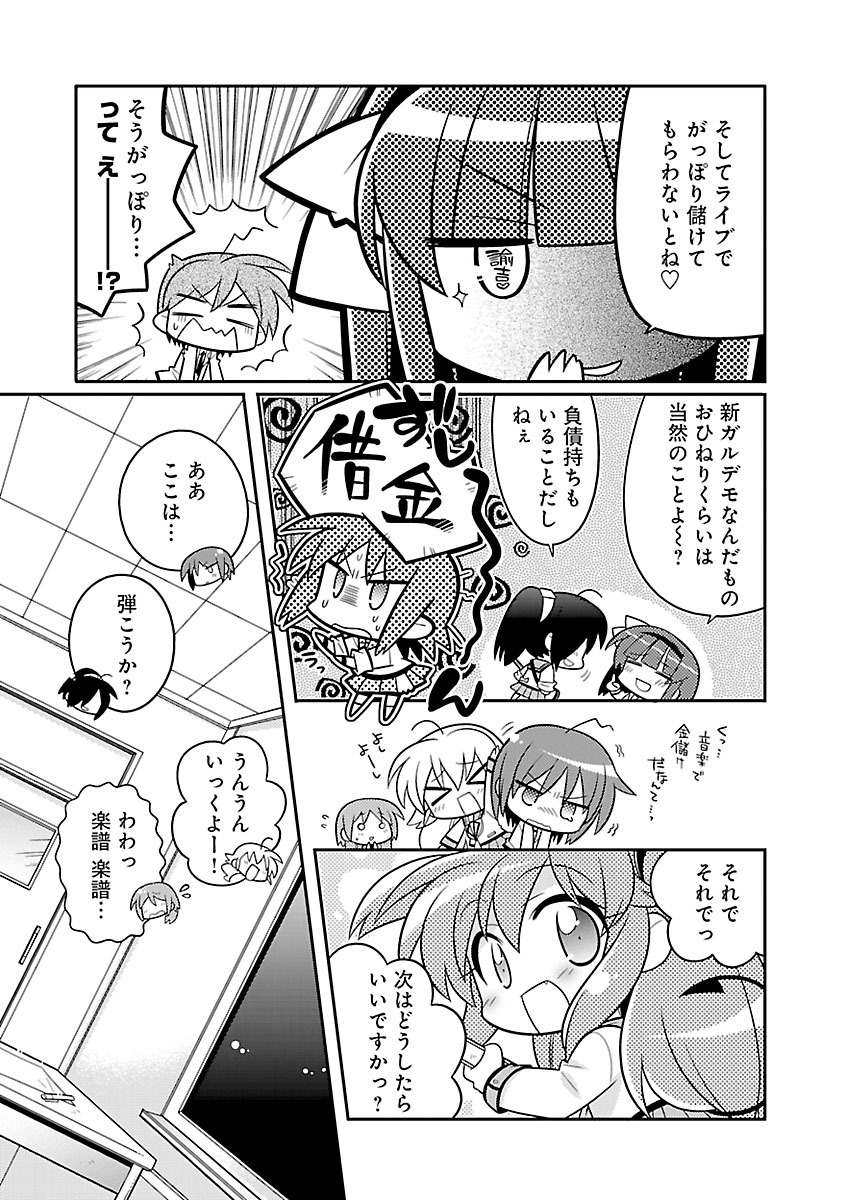 そしてライブで
がっぽり儲けて
もらわないとね♡
諭吉
そうがっぽり…
ってえ――!?
新ガルデモなんだもの
おひねりくらいは
当然のことよ〜?
負債持ちも
いることだし
ねぇ
ずし〜〜ん
借金
うっ…
くっ…
音楽で
金儲け
だなんて…
よし
よーし
それで
それでっ
次はどうしたら
いいですかっ?
ああ
ここは…
弾こうか?
うんうん
いっくよー!
わわっ
楽譜 楽譜…